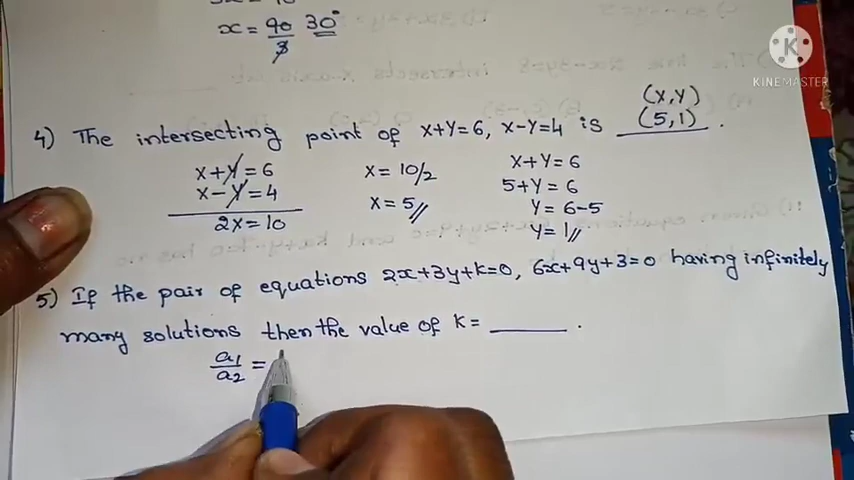 x = 90/3 30°
K
KINEMASTER
(x,y)
4) The intersecting point of x+y=6, x-y=4 is (5,1).
x+y=6 x=10/2 x+y=6
x-y=4 x=5// 5+y=6
2x=10 y=6-5
y=1//
5) If the pair of equations 2x+3y+k=0, 6x+9y+3=0 having infinitely
many solutions then the value of k= ______.
a1/a2 =